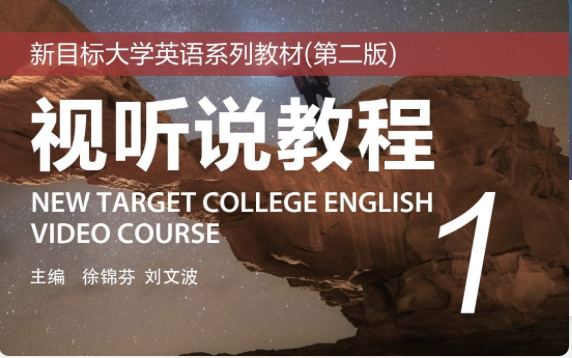 新目标大学英语系列教材(第二版)
视听说教程
NEW TARGET COLLEGE ENGLISH
VIDEO COURSE
1
主编 徐锦芬 刘文波